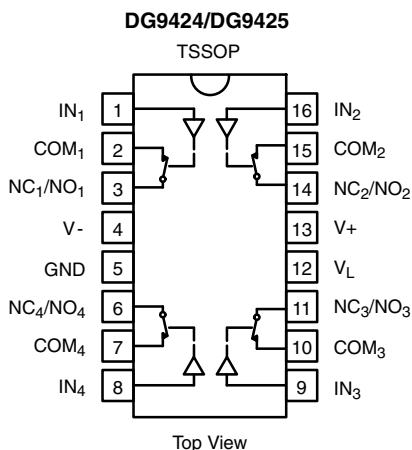 DG9424/DG9425
TSSOP
IN1 1 16 IN2
COM1 2 15 COM2
NC1/NO1 3 14 NC2/NO2
V- 4 13 V+
GND 5 12 VL
NC4/NO4 6 11 NC3/NO3
COM4 7 10 COM3
IN4 8 9 IN3
Top View